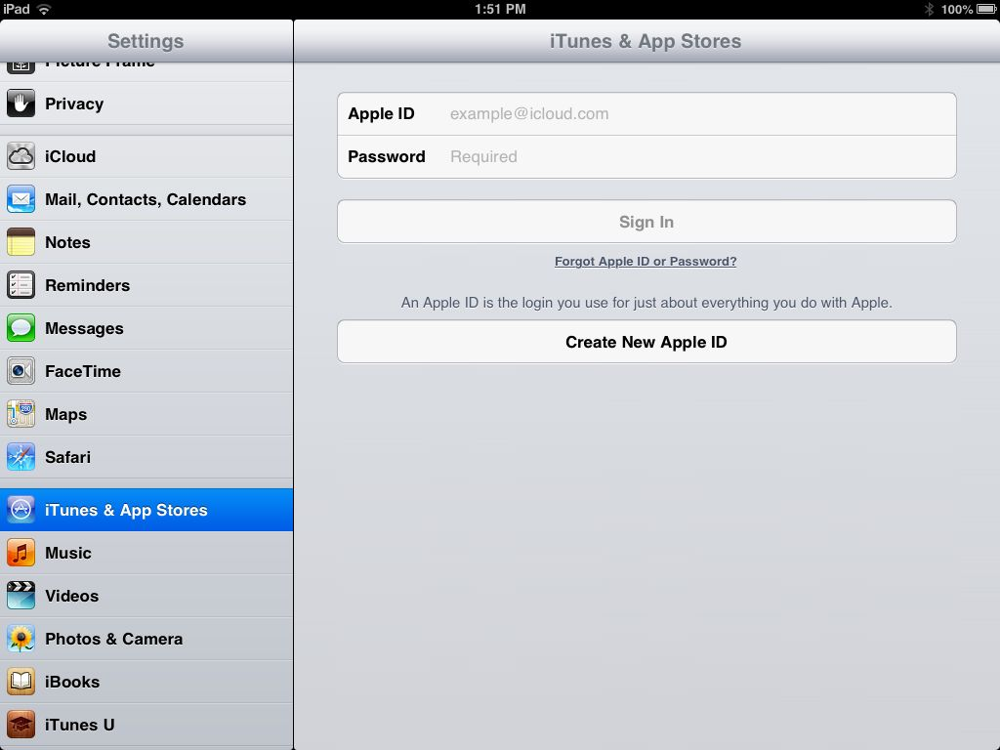 iPad
1:51 PM
100%
Settings
iTunes & App Stores
Picture Frame
Privacy
iCloud
Mail, Contacts, Calendars
Notes
Reminders
Messages
FaceTime
Maps
Safari
iTunes & App Stores
Music
Videos
Photos & Camera
iBooks
iTunes U
Apple ID example@icloud.com
Password Required
Sign In
Forgot Apple ID or Password?
An Apple ID is the login you use for just about everything you do with Apple.
Create New Apple ID